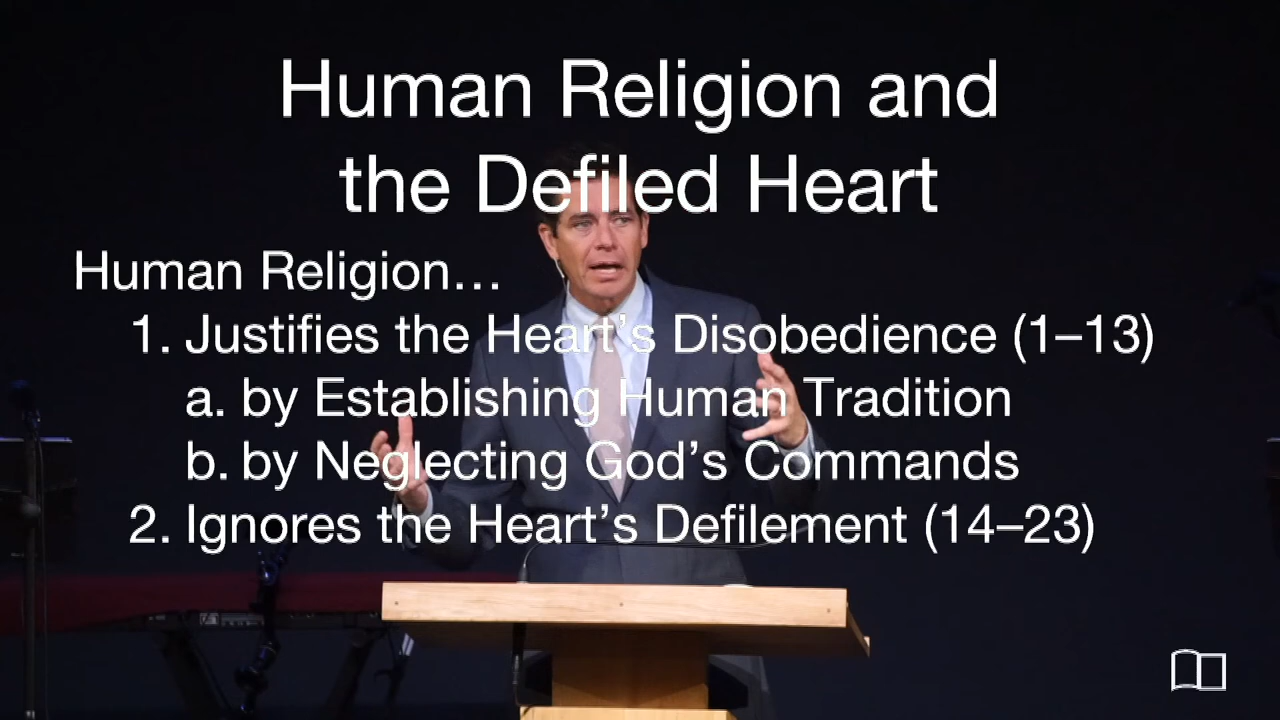 Human Religion and
the Defiled Heart
Human Religion…
1. Justifies the Heart’s Disobedience (1–13)
a. by Establishing Human Tradition
b. by Neglecting God’s Commands
2. Ignores the Heart’s Defilement (14–23)